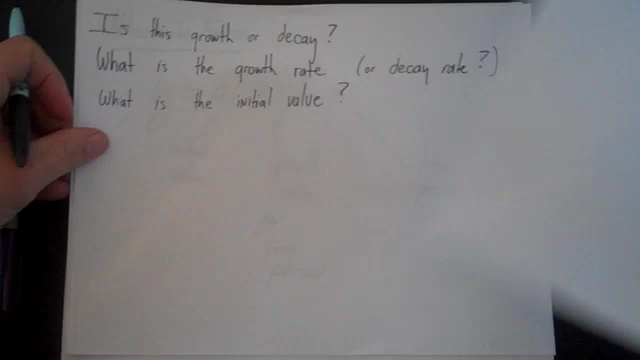 Is this growth or decay?
What is the growth rate (or decay rate?)
What is the initial value?